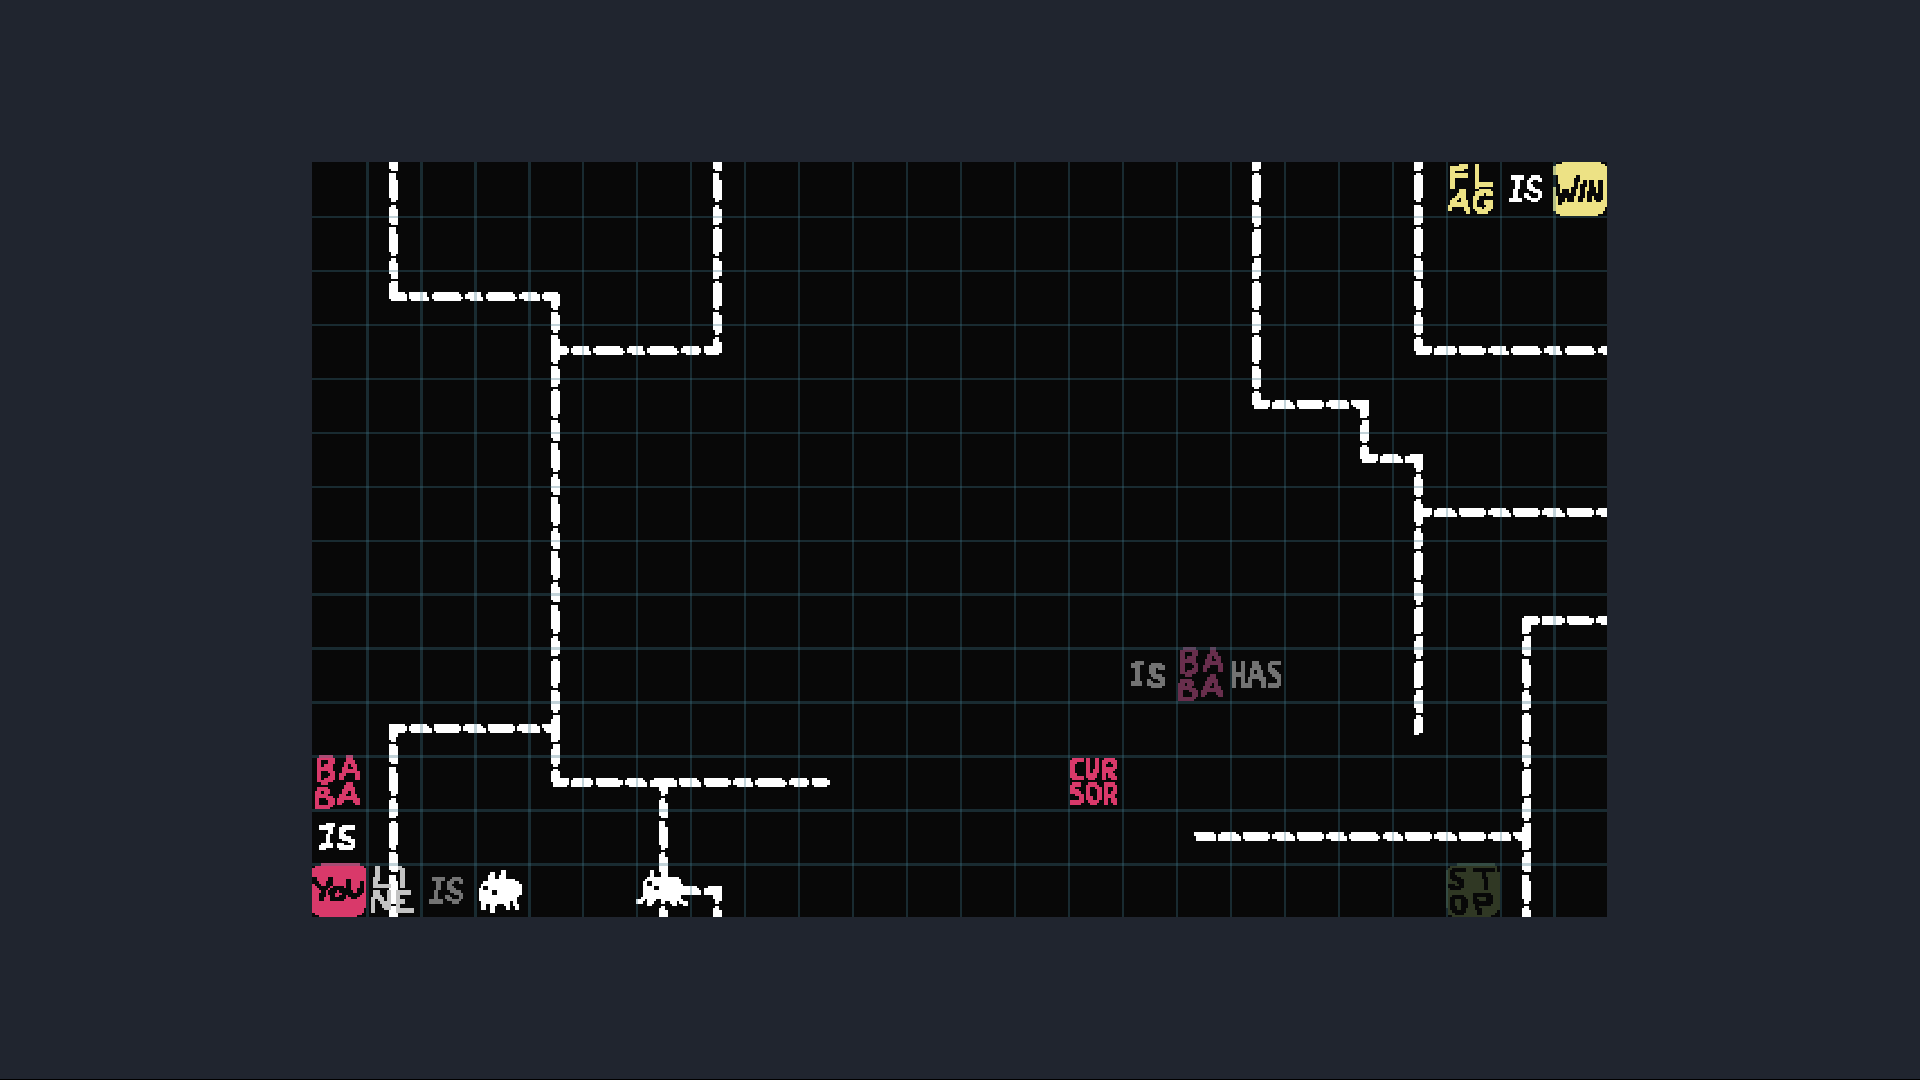 FLAG IS WIN
IS BABA HAS
BABA
CURSOR
IS
YOU LINE IS
STOP